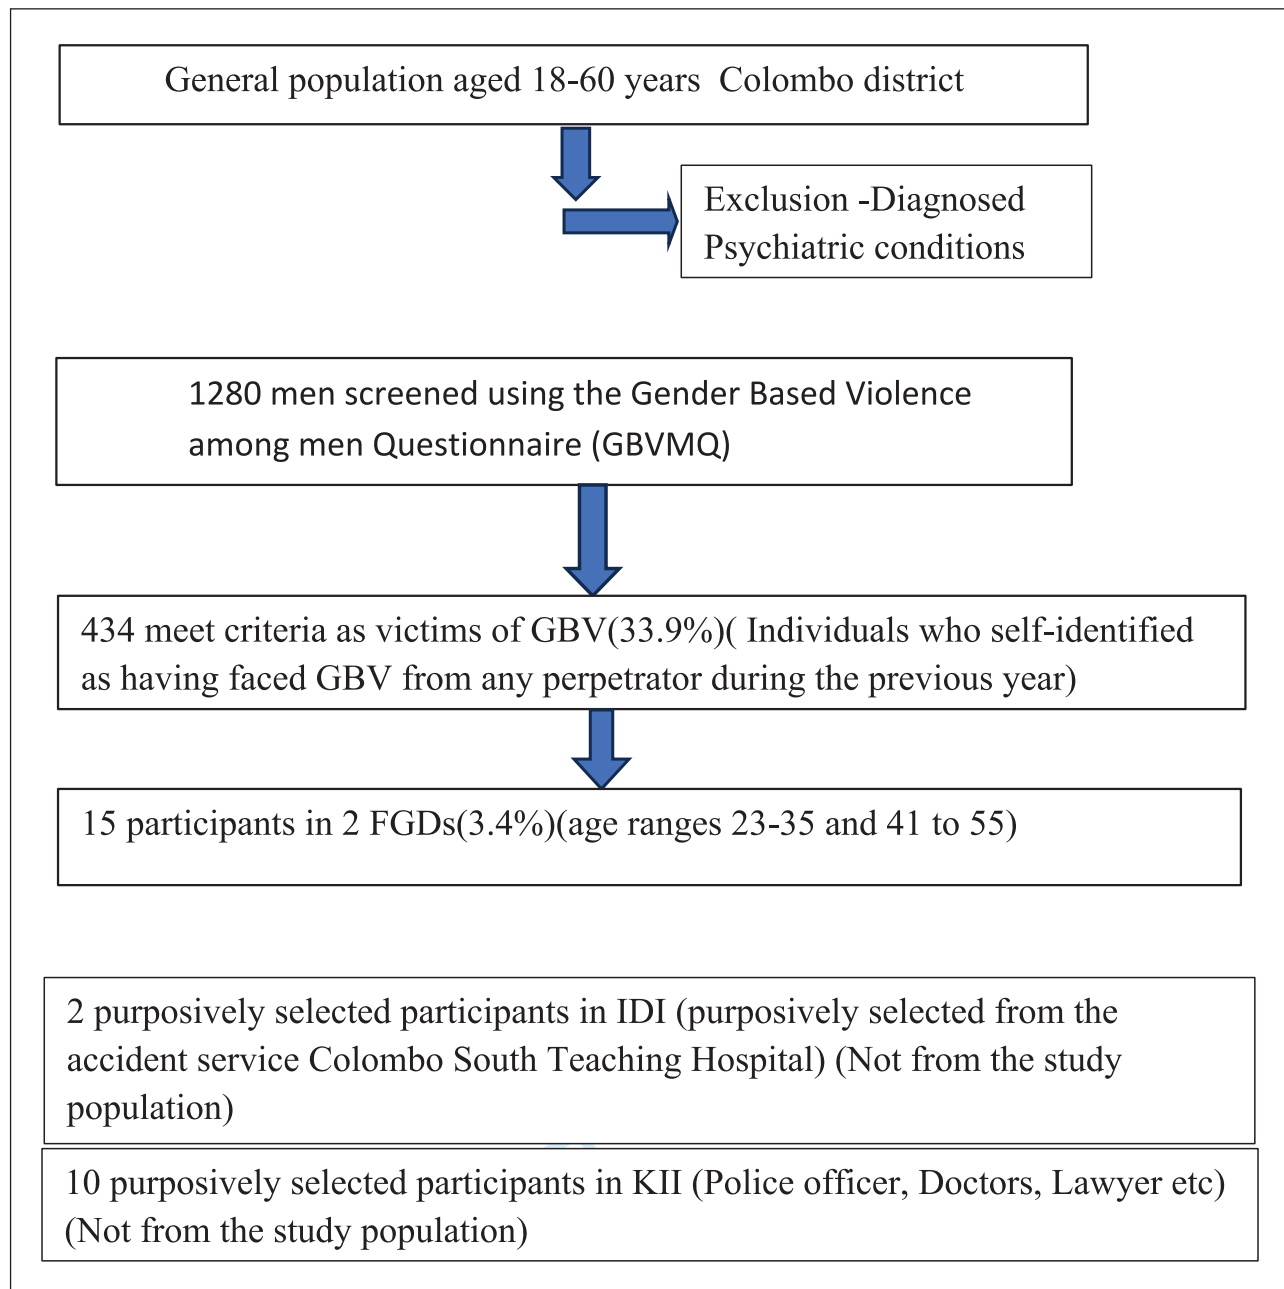 General population aged 18-60 years  Colombo district
Exclusion -Diagnosed
Psychiatric conditions
1280 men screened using the Gender Based Violence
among men Questionnaire (GBVMQ)
434 meet criteria as victims of GBV(33.9%)( Individuals who self-identified
as having faced GBV from any perpetrator during the previous year)
15 participants in 2 FGDs(3.4%)(age ranges 23-35 and 41 to 55)
2 purposively selected participants in IDI (purposively selected from the
accident service Colombo South Teaching Hospital) (Not from the study
population)
10 purposively selected participants in KII (Police officer, Doctors, Lawyer etc)
(Not from the study population)